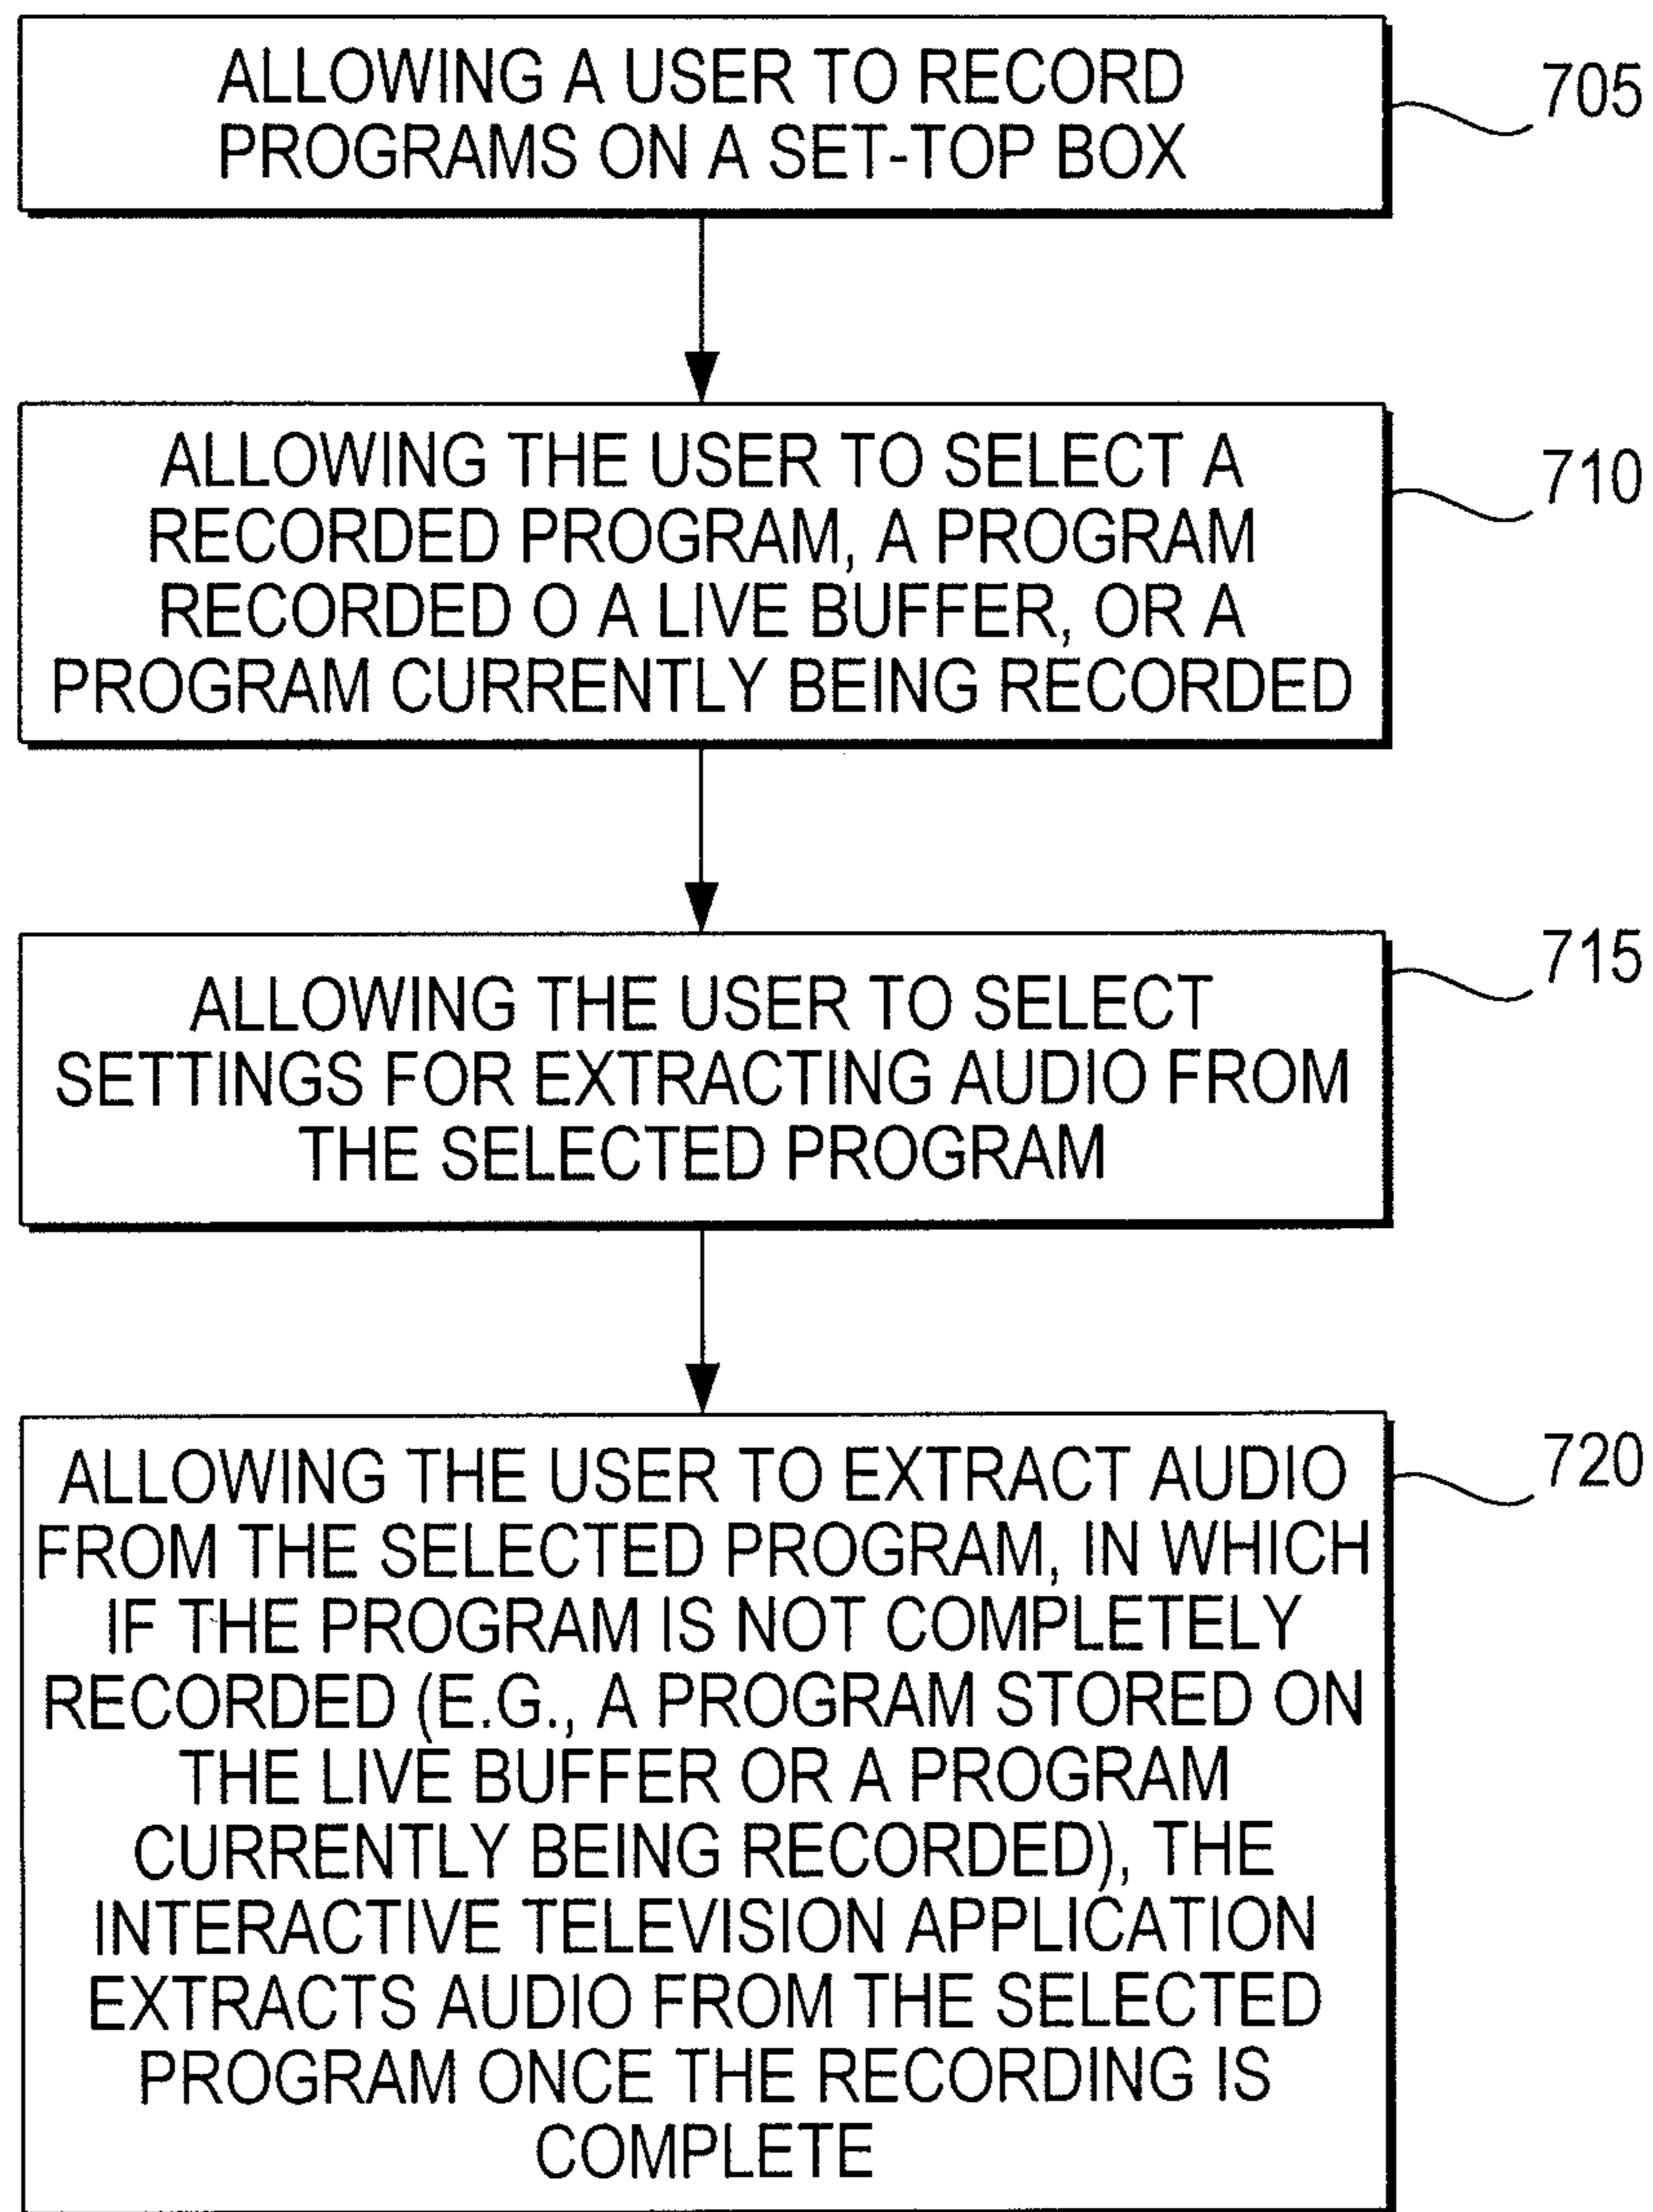 ALLOWING A USER TO RECORD
PROGRAMS ON A SET-TOP BOX
705
ALLOWING THE USER TO SELECT A
RECORDED PROGRAM, A PROGRAM
RECORDED O A LIVE BUFFER, OR A
PROGRAM CURRENTLY BEING RECORDED
710
ALLOWING THE USER TO SELECT
SETTINGS FOR EXTRACTING AUDIO FROM
THE SELECTED PROGRAM
715
ALLOWING THE USER TO EXTRACT AUDIO
FROM THE SELECTED PROGRAM, IN WHICH
IF THE PROGRAM IS NOT COMPLETELY
RECORDED (E.G., A PROGRAM STORED ON
THE LIVE BUFFER OR A PROGRAM
CURRENTLY BEING RECORDED), THE
INTERACTIVE TELEVISION APPLICATION
EXTRACTS AUDIO FROM THE SELECTED
PROGRAM ONCE THE RECORDING IS
COMPLETE
720